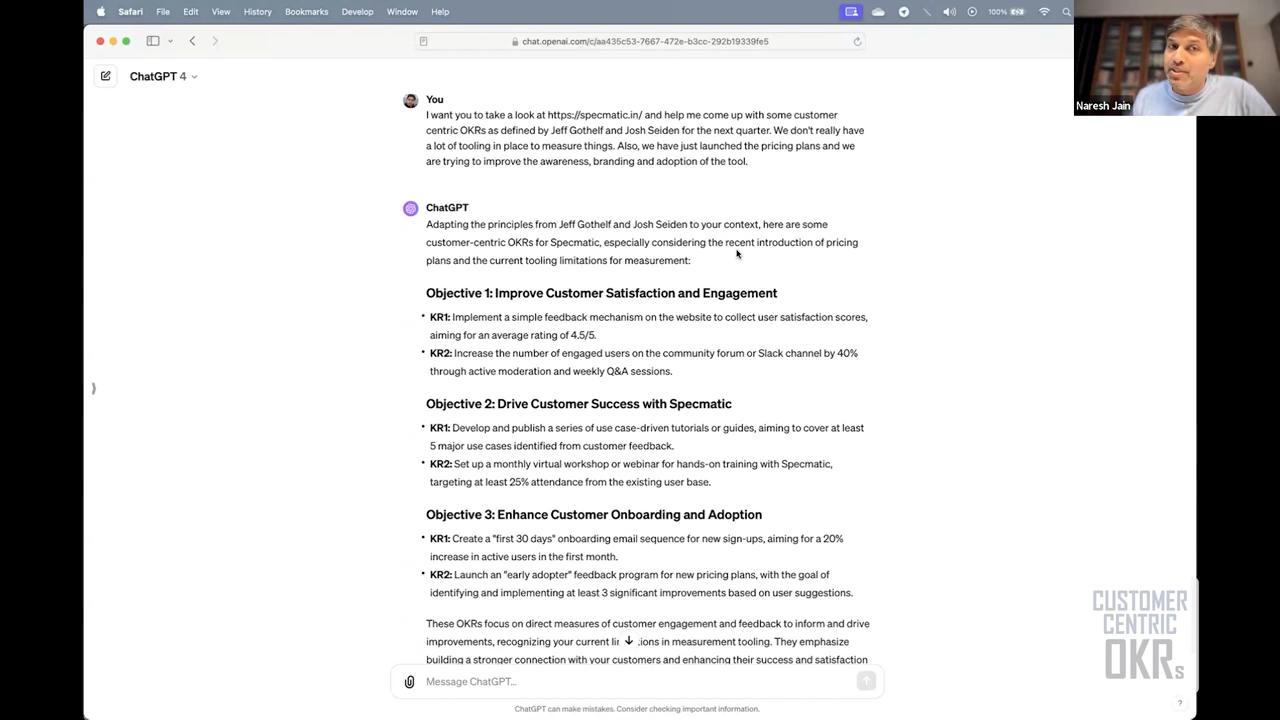 Safari File Edit View History Bookmarks Develop Window Help 100%
chat.openai.com/c/aa435c53-7667-472e-b3cc-292b19339fe5
Naresh Jain
ChatGPT 4
You
I want you to take a look at https://specmatic.in/ and help me come up with some customer
centric OKRs as defined by Jeff Gothelf and Josh Seiden for the next quarter. We don't really have
a lot of tooling in place to measure things. Also, we have just launched the pricing plans and we
are trying to improve the awareness, branding and adoption of the tool.
ChatGPT
Adapting the principles from Jeff Gothelf and Josh Seiden to your context, here are some
customer-centric OKRs for Specmatic, especially considering the recent introduction of pricing
plans and the current tooling limitations for measurement:
Objective 1: Improve Customer Satisfaction and Engagement
• KR1: Implement a simple feedback mechanism on the website to collect user satisfaction scores,
aiming for an average rating of 4.5/5.
• KR2: Increase the number of engaged users on the community forum or Slack channel by 40%
through active moderation and weekly Q&A sessions.
Objective 2: Drive Customer Success with Specmatic
• KR1: Develop and publish a series of use case-driven tutorials or guides, aiming to cover at least
5 major use cases identified from customer feedback.
• KR2: Set up a monthly virtual workshop or webinar for hands-on training with Specmatic,
targeting at least 25% attendance from the existing user base.
Objective 3: Enhance Customer Onboarding and Adoption
• KR1: Create a "first 30 days" onboarding email sequence for new sign-ups, aiming for a 20%
increase in active users in the first month.
• KR2: Launch an "early adopter" feedback program for new pricing plans, with the goal of
identifying and implementing at least 3 significant improvements based on user suggestions.
These OKRs focus on direct measures of customer engagement and feedback to inform and drive
improvements, recognizing your current li ions in measurement tooling. They emphasize
building a stronger connection with your customers and enhancing their success and satisfaction
Message ChatGPT...
ChatGPT can make mistakes. Consider checking important information.
?
CUSTOMER
CENTRIC
OKRs